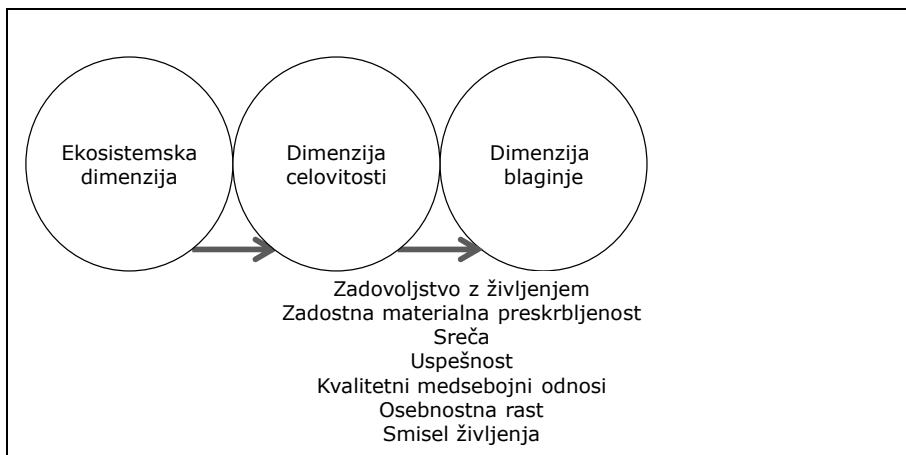 Ekosistemska
dimenzija
Dimenzija
celovitosti
Dimenzija
blaginje
Zadovoljstvo z življenjem
Zadostna materialna preskrbljenost
Sreča
Uspešnost
Kvalitetni medsebojni odnosi
Osebnostna rast
Smisel življenja